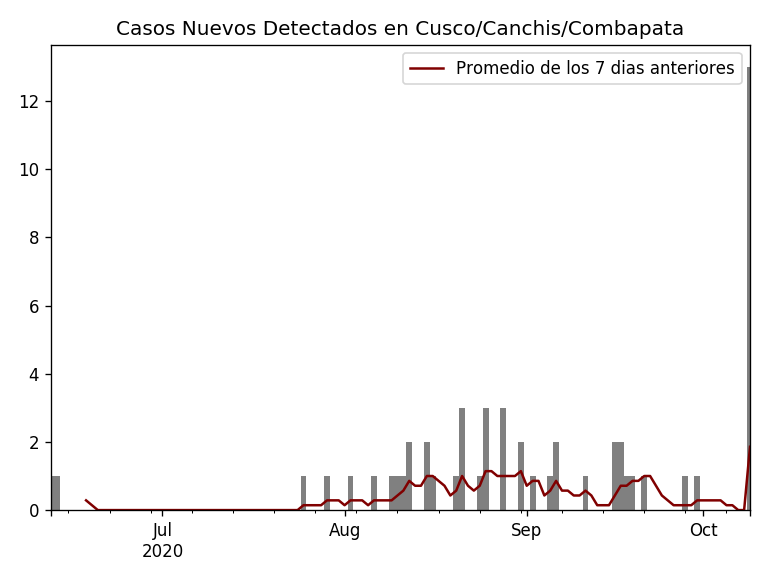 Casos Nuevos Detectados en Cusco/Canchis/Combapata
Promedio de los 7 dias anteriores
12
10
8
6
4
2
0
Jul
2020
Aug
Sep
Oct